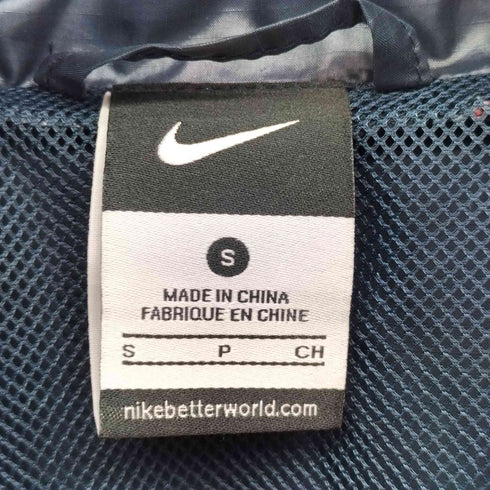 S
MADE IN CHINA
FABRIQUE EN CHINE
S P CH
nikebetterworld.com